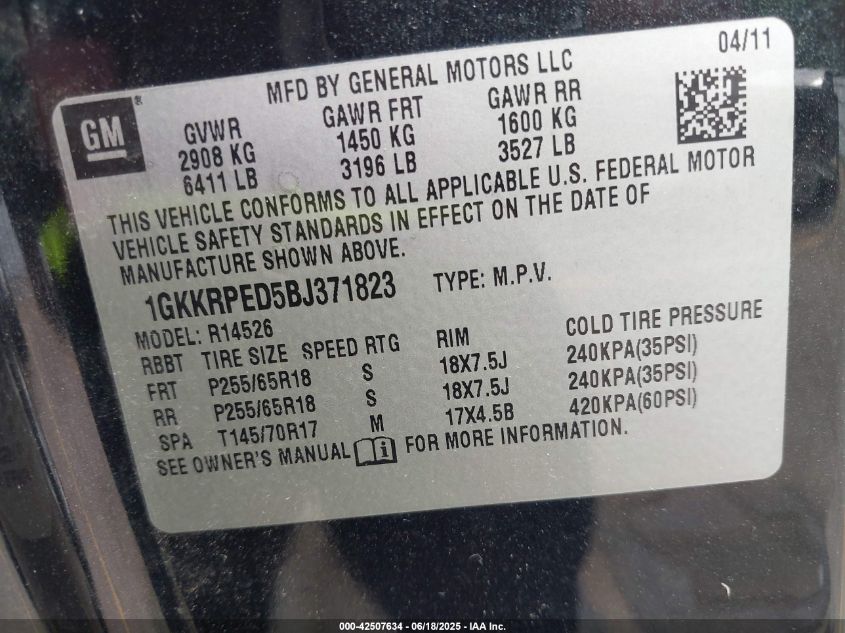 04/11
MFD BY GENERAL MOTORS LLC
GM
®
GVWR GAWR FRT GAWR RR
2908 KG 1450 KG 1600 KG
6411 LB 3196 LB 3527 LB
THIS VEHICLE CONFORMS TO ALL APPLICABLE U.S. FEDERAL MOTOR
VEHICLE SAFETY STANDARDS IN EFFECT ON THE DATE OF
MANUFACTURE SHOWN ABOVE.
1GKKRPED5BJ371823 TYPE: M.P.V.
MODEL: R14526
RBBT TIRE SIZE SPEED RTG RIM COLD TIRE PRESSURE
FRT P255/65R18 S 18X7.5J 240KPA(35PSI)
RR P255/65R18 S 18X7.5J 240KPA(35PSI)
SPA T145/70R17 M 17X4.5B 420KPA(60PSI)
SEE OWNER'S MANUAL FOR MORE INFORMATION.
000-42507634 - 06/18/2025 - IAA Inc.